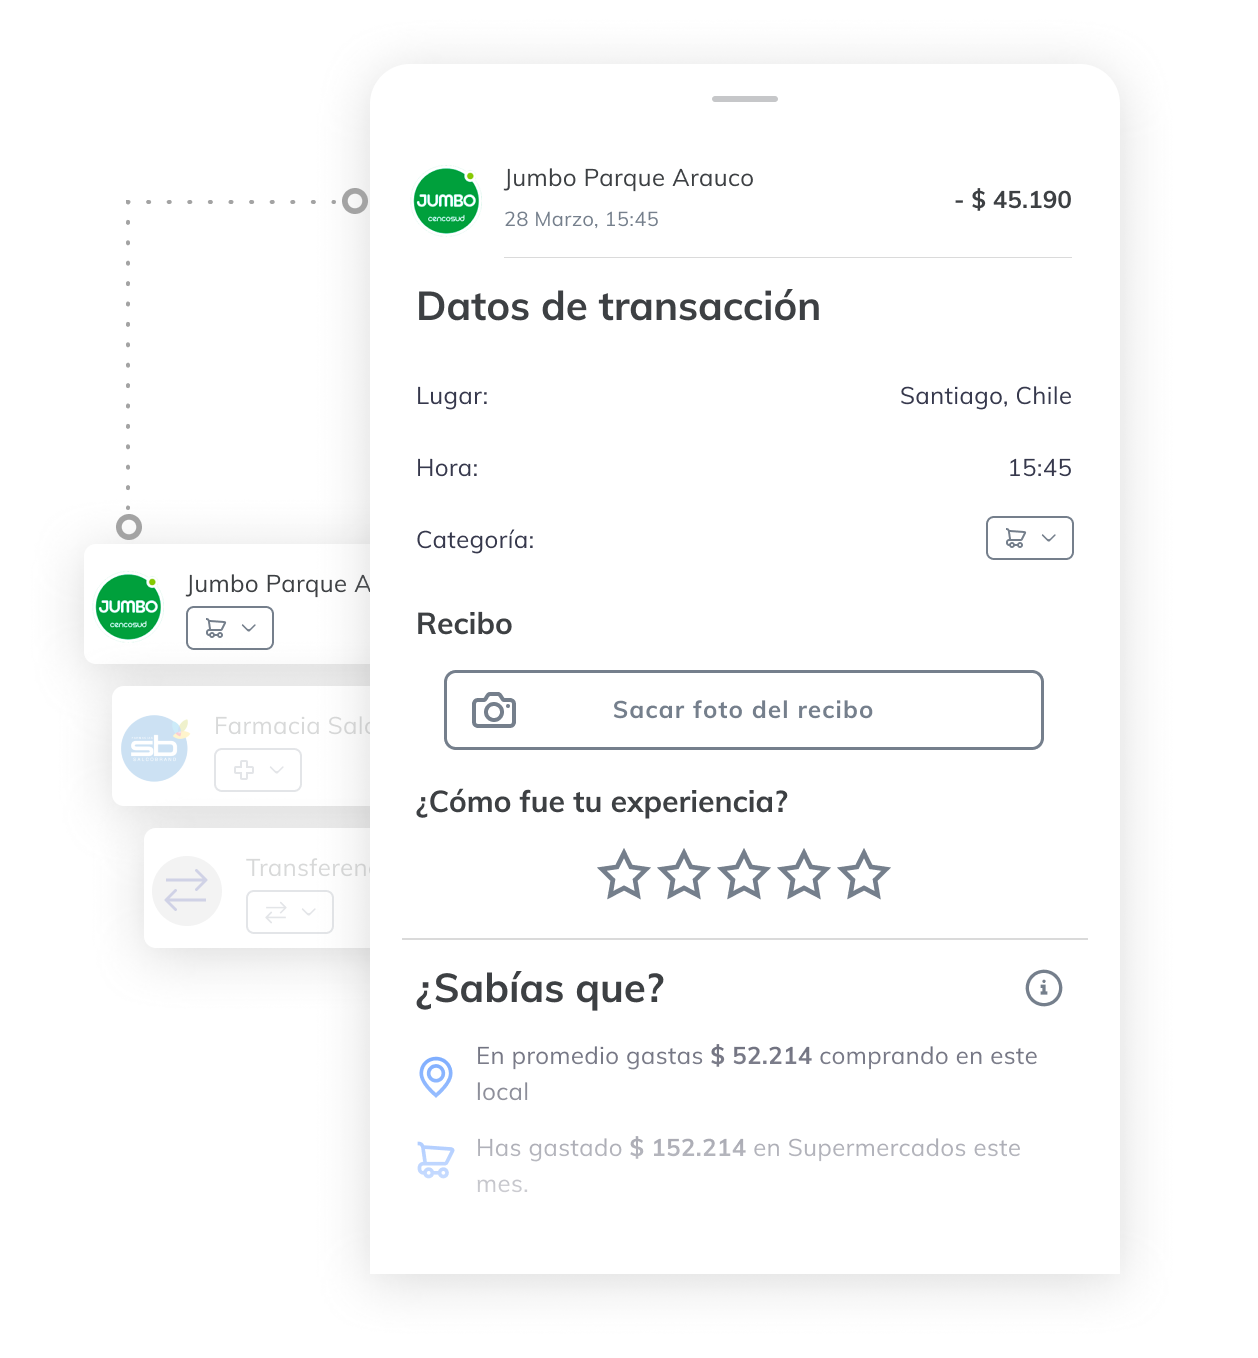 JUMBO
cencosud
Jumbo Parque Arauco
28 Marzo, 15:45
- $ 45.190
Datos de transacción
Lugar:
Santiago, Chile
Hora:
15:45
Categoría:
Recibo
Sacar foto del recibo
¿Cómo fue tu experiencia?
¿Sabías que?
En promedio gastas $ 52.214 comprando en este
local
Has gastado $ 152.214 en Supermercados este
mes.
JUMBO
cencosud
Jumbo Parque A
sb
SALCOBRAND
Farmacia Salc
Transferenc